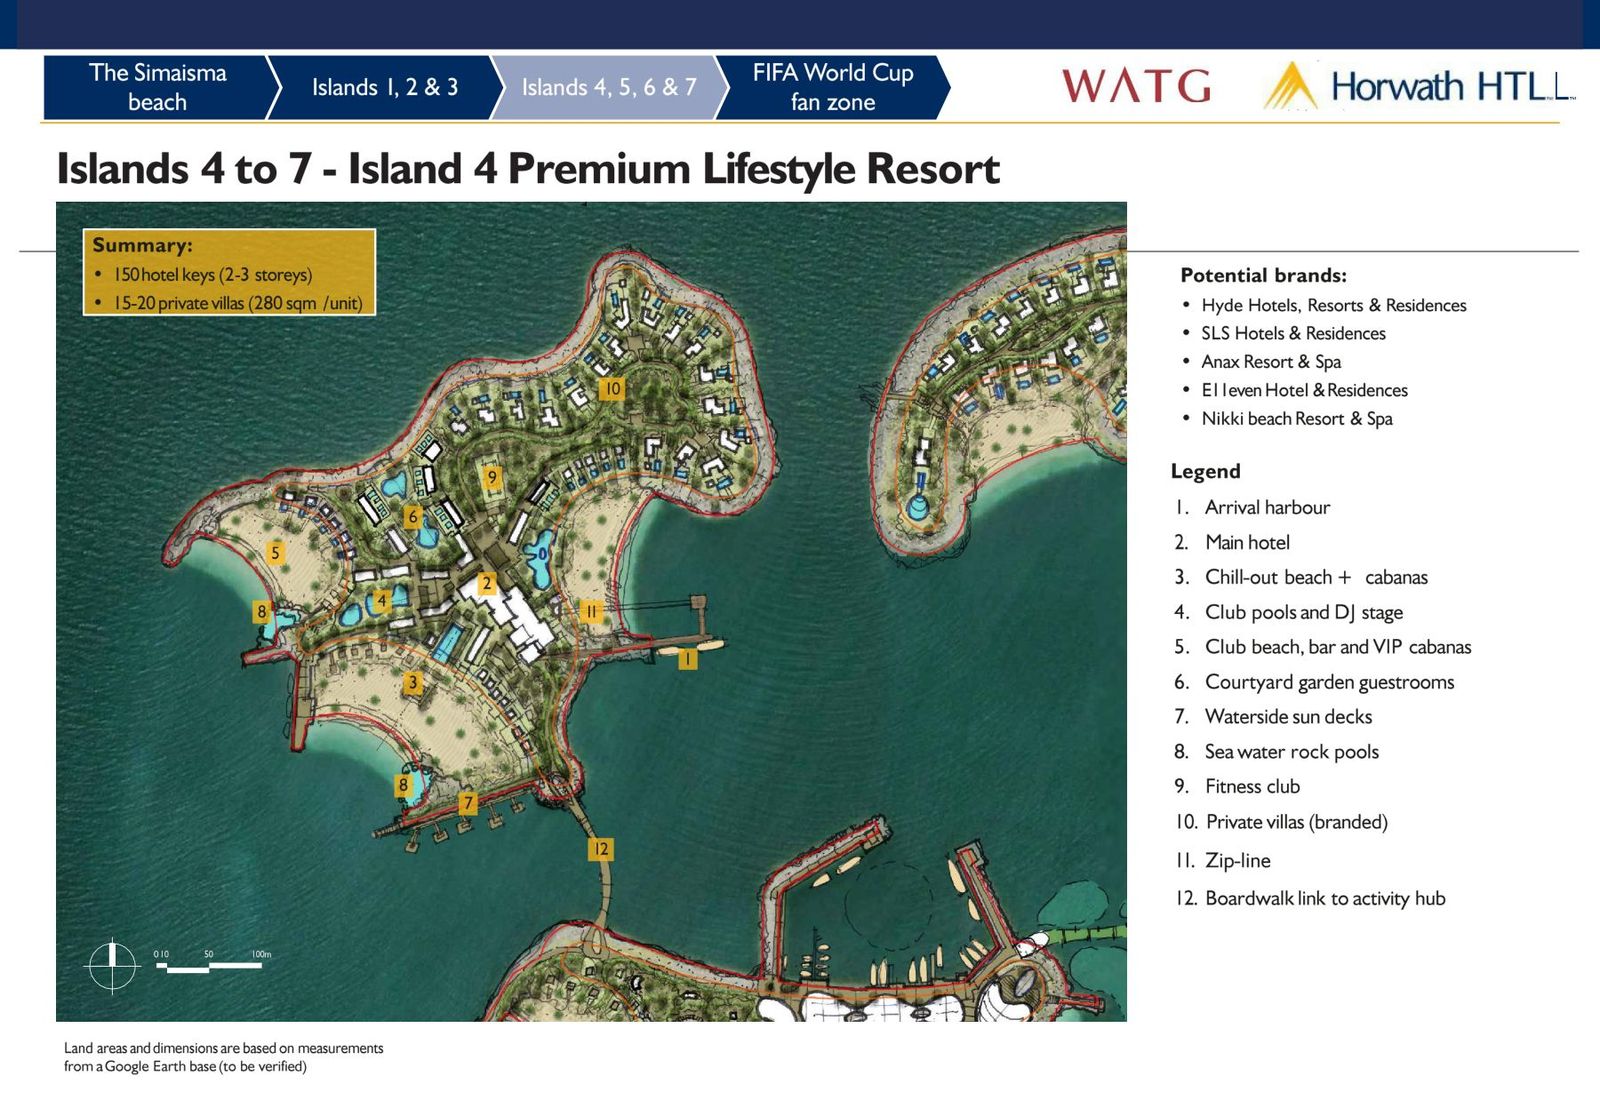 The Simaisma
beach
Islands 1, 2 & 3
Islands 4, 5, 6 & 7
FIFA World Cup
fan zone
WATG
Horwath HTL
Islands 4 to 7 - Island 4 Premium Lifestyle Resort
Summary:
• 150 hotel keys (2-3 storeys)
• 15-20 private villas (280 sqm /unit)
10
9
6
5
2
4
8
11
1
3
8
7
12
0 10 50 100m
Potential brands:
• Hyde Hotels, Resorts & Residences
• SLS Hotels & Residences
• Anax Resort & Spa
• E11even Hotel & Residences
• Nikki beach Resort & Spa
Legend
1. Arrival harbour
2. Main hotel
3. Chill-out beach + cabanas
4. Club pools and DJ stage
5. Club beach, bar and VIP cabanas
6. Courtyard garden guestrooms
7. Waterside sun decks
8. Sea water rock pools
9. Fitness club
10. Private villas (branded)
11. Zip-line
12. Boardwalk link to activity hub
Land areas and dimensions are based on measurements
from a Google Earth base (to be verified)